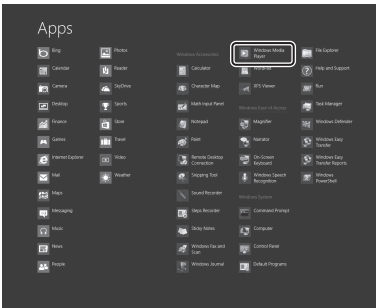 Apps
Bing
Calendar
Camera
Desktop
Finance
Games
Internet Explorer
Mail
Maps
Messaging
Music
News
People
Photos
Reader
SkyDrive
Sports
Store
Travel
Video
Weather
Windows Accessories
Calculator
Character Map
Math Input Panel
Notepad
Paint
Remote Desktop
Connection
Snipping Tool
Sound Recorder
Steps Recorder
Sticky Notes
Windows Fax and
Scan
Windows Journal
Windows Media
Player
WordPad
XPS Viewer
Windows Ease of Access
Magnifier
Narrator
On-Screen
Keyboard
Windows Speech
Recognition
Windows System
Command Prompt
Computer
Control Panel
Default Programs
File Explorer
Help and Support
Run
Task Manager
Windows Defender
Windows Easy
Transfer
Windows Easy
Transfer Reports
Windows
PowerShell